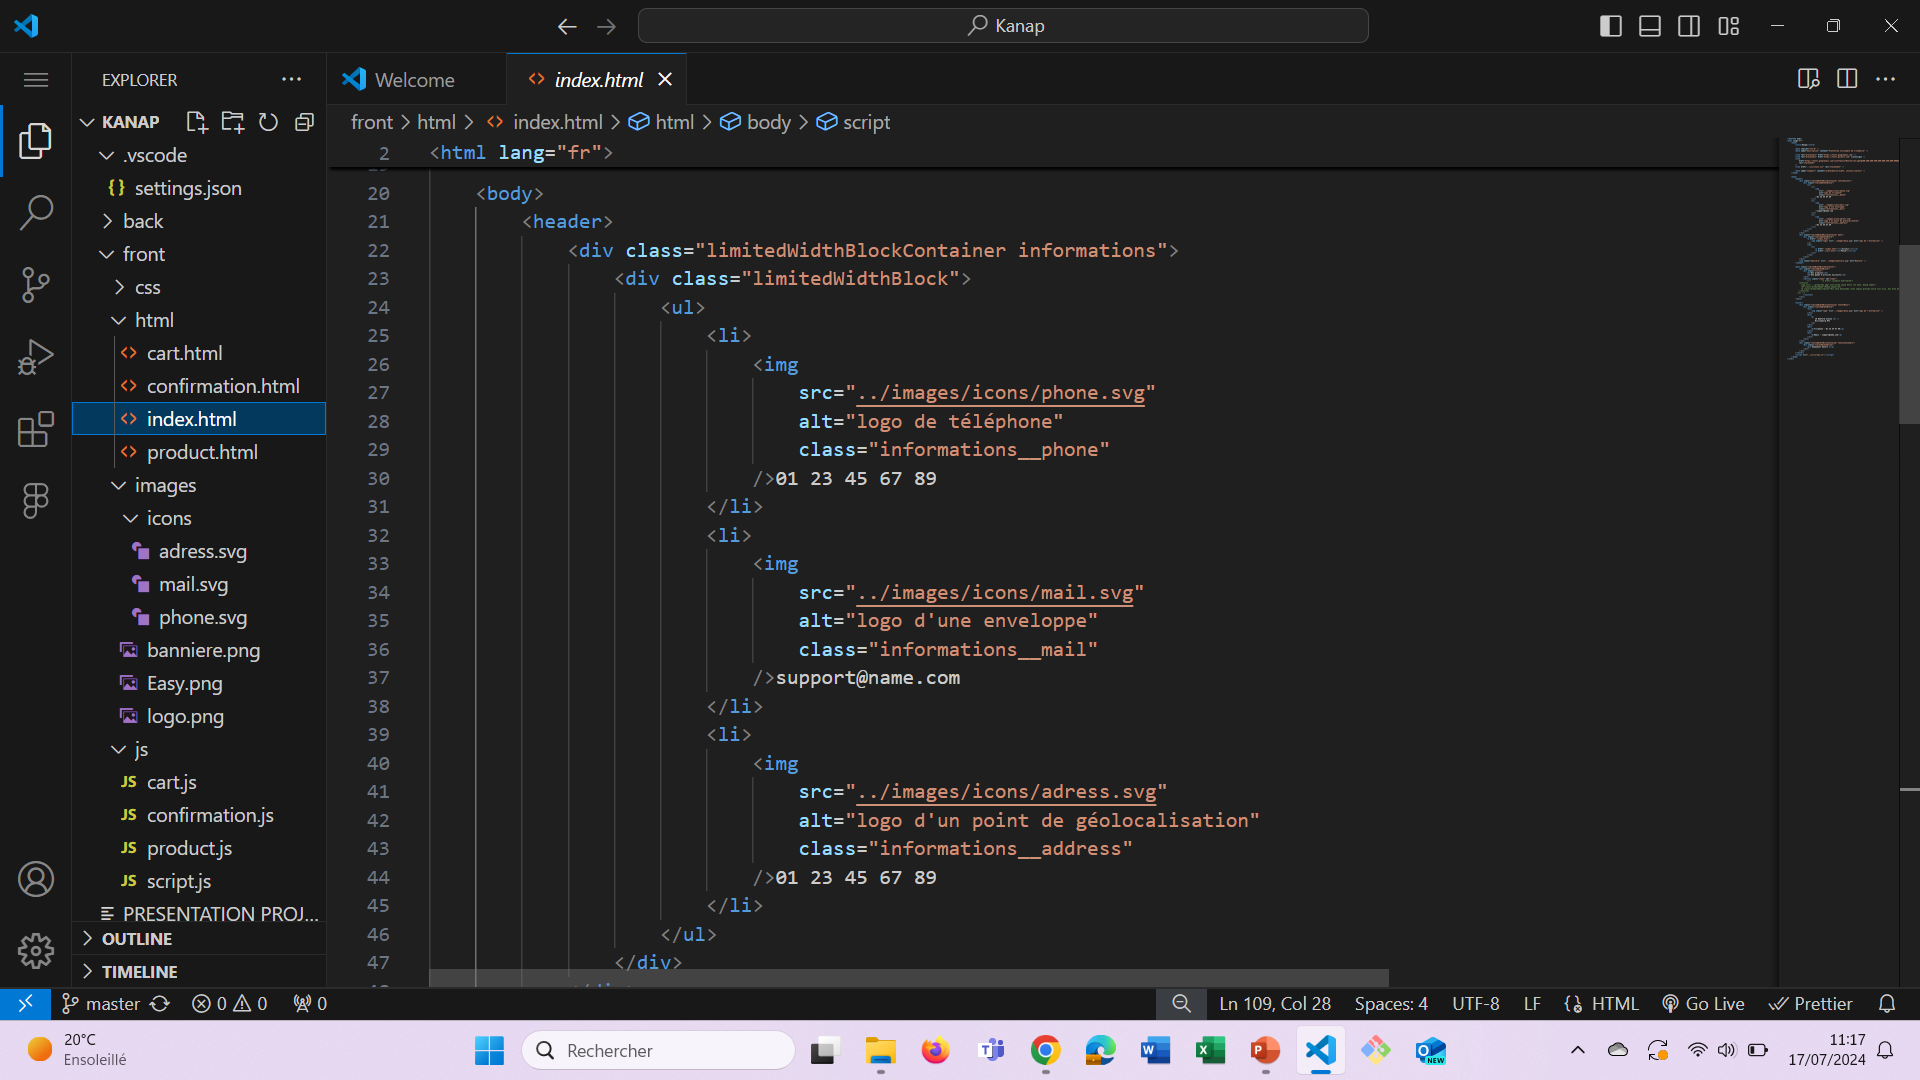 Kanap
EXPLORER
Welcome
index.html
KANAP
front > html > index.html > html > body > script
.vscode
settings.json
back
front
css
html
cart.html
confirmation.html
index.html
product.html
images
icons
adress.svg
mail.svg
phone.svg
banniere.png
Easy.png
logo.png
js
JS cart.js
JS confirmation.js
JS product.js
JS script.js
PRESENTATION PROJ...
OUTLINE
TIMELINE
2 <html lang="fr">
20 <body>
21 <header>
22 <div class="limitedWidthBlockContainer informations">
23 <div class="limitedWidthBlock">
24 <ul>
25 <li>
26 <img
27 src="../images/icons/phone.svg"
28 alt="logo de téléphone"
29 class="informations__phone"
30 />01 23 45 67 89
31 </li>
32 <li>
33 <img
34 src="../images/icons/mail.svg"
35 alt="logo d'une enveloppe"
36 class="informations__mail"
37 />support@name.com
38 </li>
39 <li>
40 <img
41 src="../images/icons/adress.svg"
42 alt="logo d'un point de géolocalisation"
43 class="informations__address"
44 />01 23 45 67 89
45 </li>
46 </ul>
47 </div>
master 0 0 0 Ln 109, Col 28 Spaces: 4 UTF-8 LF {} HTML Go Live Prettier
20°C
Ensoleillé
Rechercher
11:17
17/07/2024